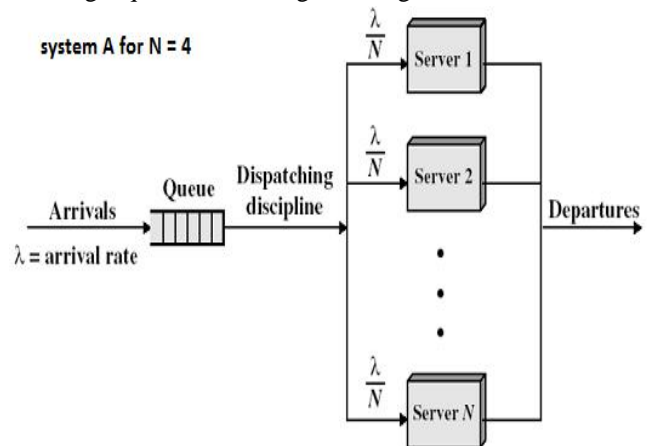 system A for N = 4
λ
N
Server 1
λ
N
Server 2
Queue
Dispatching
discipline
Arrivals
λ = arrival rate
Departures
λ
N
Server N